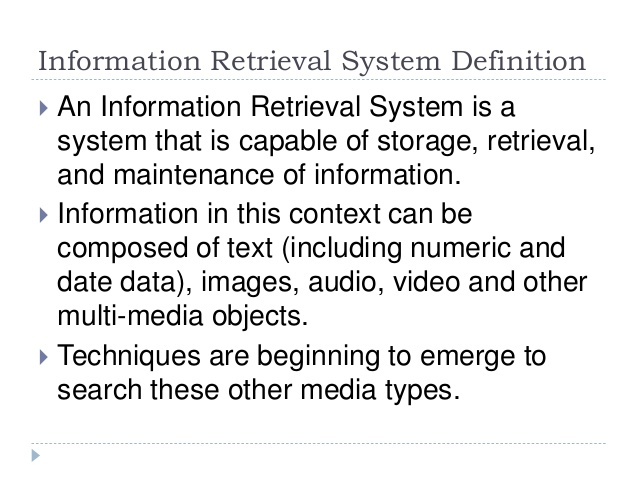 Information Retrieval System Definition
An Information Retrieval System is a
system that is capable of storage, retrieval,
and maintenance of information.
Information in this context can be
composed of text (including numeric and
date data), images, audio, video and other
multi-media objects.
Techniques are beginning to emerge to
search these other media types.